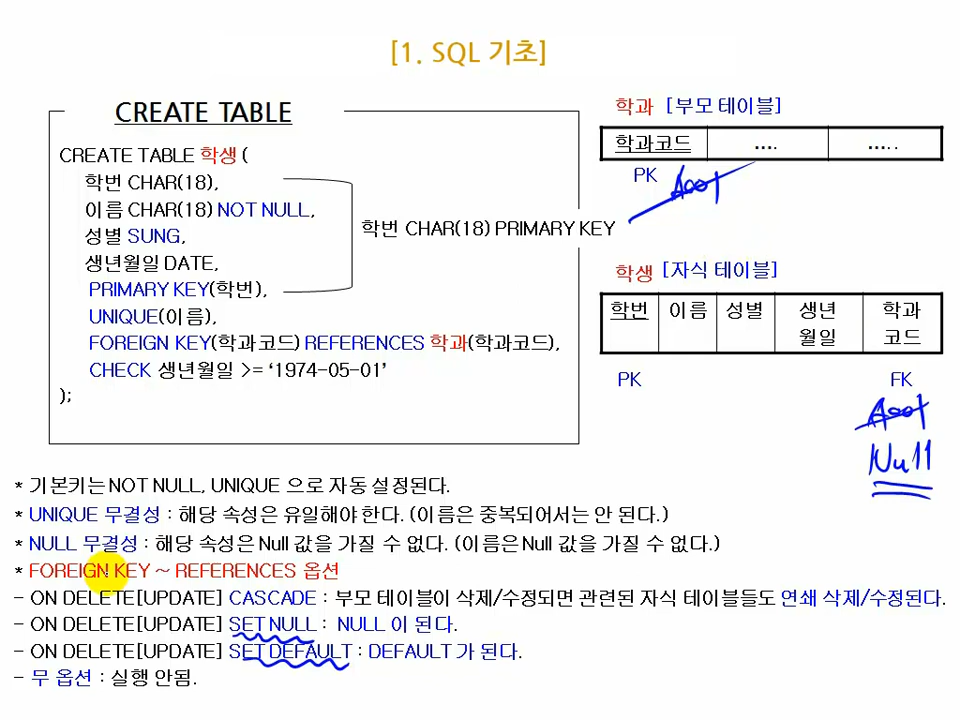 [1. SQL 기초]
CREATE TABLE
CREATE TABLE 학생 (
학번 CHAR(18),
이름 CHAR(18) NOT NULL,
성별 SUNG,
생년월일 DATE,
PRIMARY KEY(학번),
UNIQUE(이름),
FOREIGN KEY(학과코드) REFERENCES 학과(학과코드),
CHECK 생년월일 >= ‘1974-05-01’
);
학번 CHAR(18) PRIMARY KEY
학과 [부모 테이블]
학과코드 .... .....
PK
A001
학생 [자식 테이블]
학번 이름 성별 생년 학과
월일 코드
PK FK
A001
Null
* 기본키는 NOT NULL, UNIQUE 으로 자동 설정된다.
* UNIQUE 무결성 : 해당 속성은 유일해야 한다. (이름은 중복되어서는 안 된다.)
* NULL 무결성 : 해당 속성은 Null 값을 가질 수 없다. (이름은 Null 값을 가질 수 없다.)
* FOREIGN KEY ~ REFERENCES 옵션
- ON DELETE[UPDATE] CASCADE : 부모 테이블이 삭제/수정되면 관련된 자식 테이블들도 연쇄 삭제/수정된다.
- ON DELETE[UPDATE] SET NULL : NULL 이 된다.
- ON DELETE[UPDATE] SET DEFAULT : DEFAULT 가 된다.
- 무 옵션 : 실행 안됨.